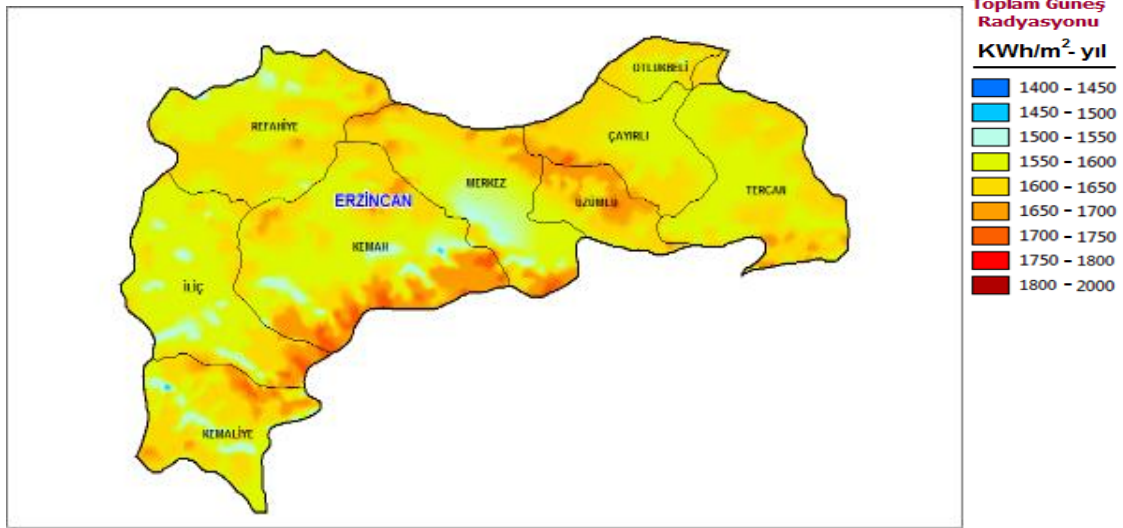 Toplam Güneş
Radyasyonu
KWh/m²- yıl
1400 - 1450
1450 - 1500
1500 - 1550
1550 - 1600
1600 - 1650
1650 - 1700
1700 - 1750
1750 - 1800
1800 - 2000
OTLUKBELİ
REFAHİYE
ÇAYIRLI
MERKEZ
TERCAN
ERZİNCAN
ÜZÜMLÜ
KEMAH
İLİÇ
KEMALİYE